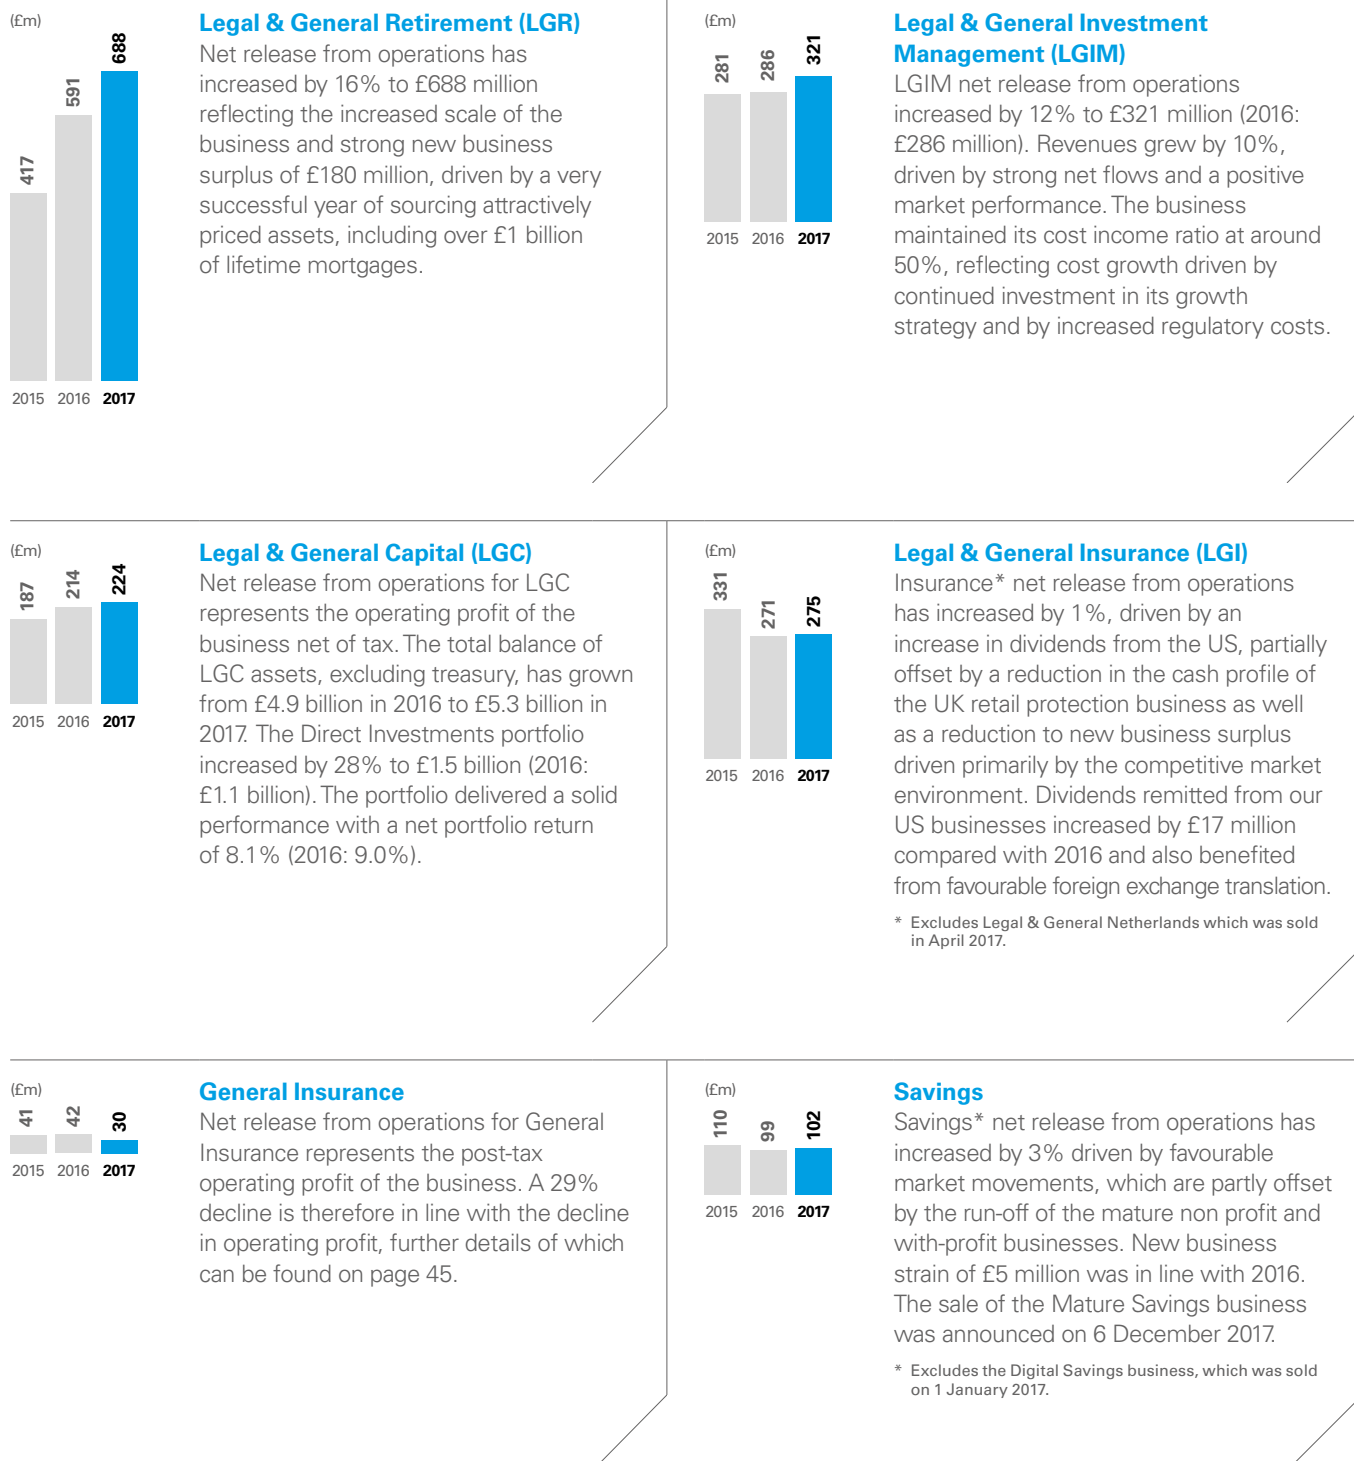 (£m)
417
591
688
2015 2016 2017
Legal & General Retirement (LGR)
Net release from operations has
increased by 16% to £688 million
reflecting the increased scale of the
business and strong new business
surplus of £180 million, driven by a very
successful year of sourcing attractively
priced assets, including over £1 billion
of lifetime mortgages.
(£m)
281
286
321
2015 2016 2017
Legal & General Investment
Management (LGIM)
LGIM net release from operations
increased by 12% to £321 million (2016:
£286 million). Revenues grew by 10%,
driven by strong net flows and a positive
market performance. The business
maintained its cost income ratio at around
50%, reflecting cost growth driven by
continued investment in its growth
strategy and by increased regulatory costs.
(£m)
187
214
224
2015 2016 2017
Legal & General Capital (LGC)
Net release from operations for LGC
represents the operating profit of the
business net of tax. The total balance of
LGC assets, excluding treasury, has grown
from £4.9 billion in 2016 to £5.3 billion in
2017. The Direct Investments portfolio
increased by 28% to £1.5 billion (2016:
£1.1 billion). The portfolio delivered a solid
performance with a net portfolio return
of 8.1% (2016: 9.0%).
(£m)
331
271
275
2015 2016 2017
Legal & General Insurance (LGI)
Insurance* net release from operations
has increased by 1%, driven by an
increase in dividends from the US, partially
offset by a reduction in the cash profile of
the UK retail protection business as well
as a reduction to new business surplus
driven primarily by the competitive market
environment. Dividends remitted from our
US businesses increased by £17 million
compared with 2016 and also benefited
from favourable foreign exchange translation.
* Excludes Legal & General Netherlands which was sold
in April 2017.
(£m)
41
42
30
2015 2016 2017
General Insurance
Net release from operations for General
Insurance represents the post-tax
operating profit of the business. A 29%
decline is therefore in line with the decline
in operating profit, further details of which
can be found on page 45.
(£m)
110
99
102
2015 2016 2017
Savings
Savings* net release from operations has
increased by 3% driven by favourable
market movements, which are partly offset
by the run-off of the mature non profit and
with-profit businesses. New business
strain of £5 million was in line with 2016.
The sale of the Mature Savings business
was announced on 6 December 2017.
* Excludes the Digital Savings business, which was sold
on 1 January 2017.